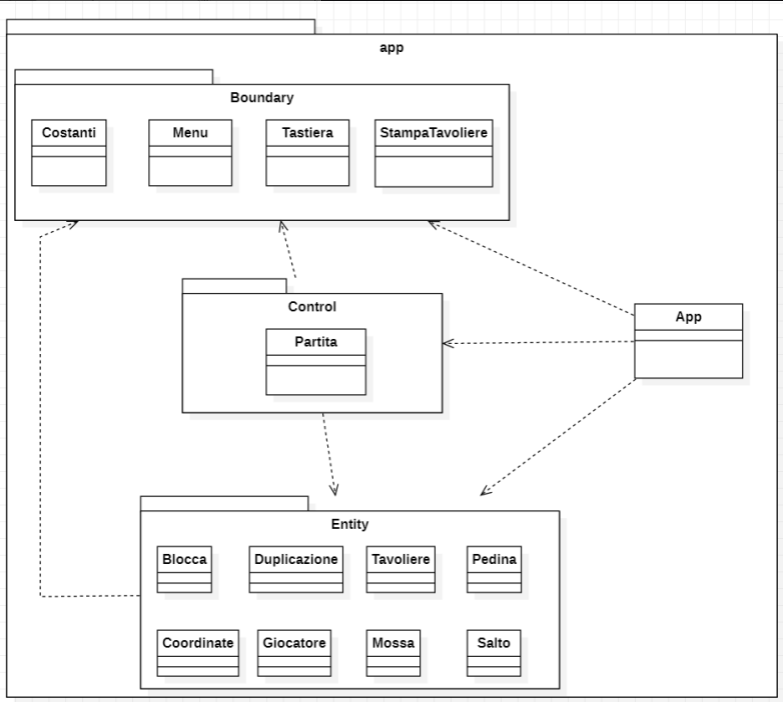 app
Boundary
Costanti
Menu
Tastiera
StampaTavoliere
Control
Partita
App
Entity
Blocca
Duplicazione
Tavoliere
Pedina
Coordinate
Giocatore
Mossa
Salto